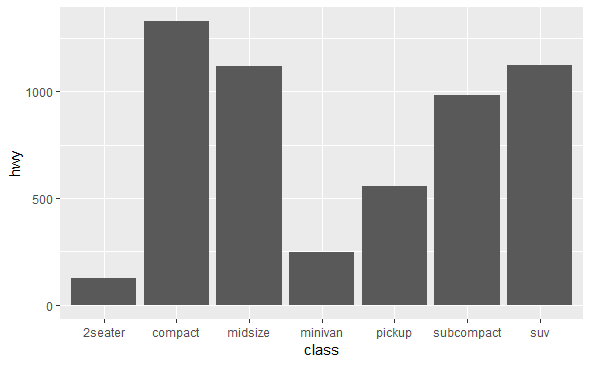 hwy
1000
500
0
2seater compact midsize minivan pickup subcompact suv
class